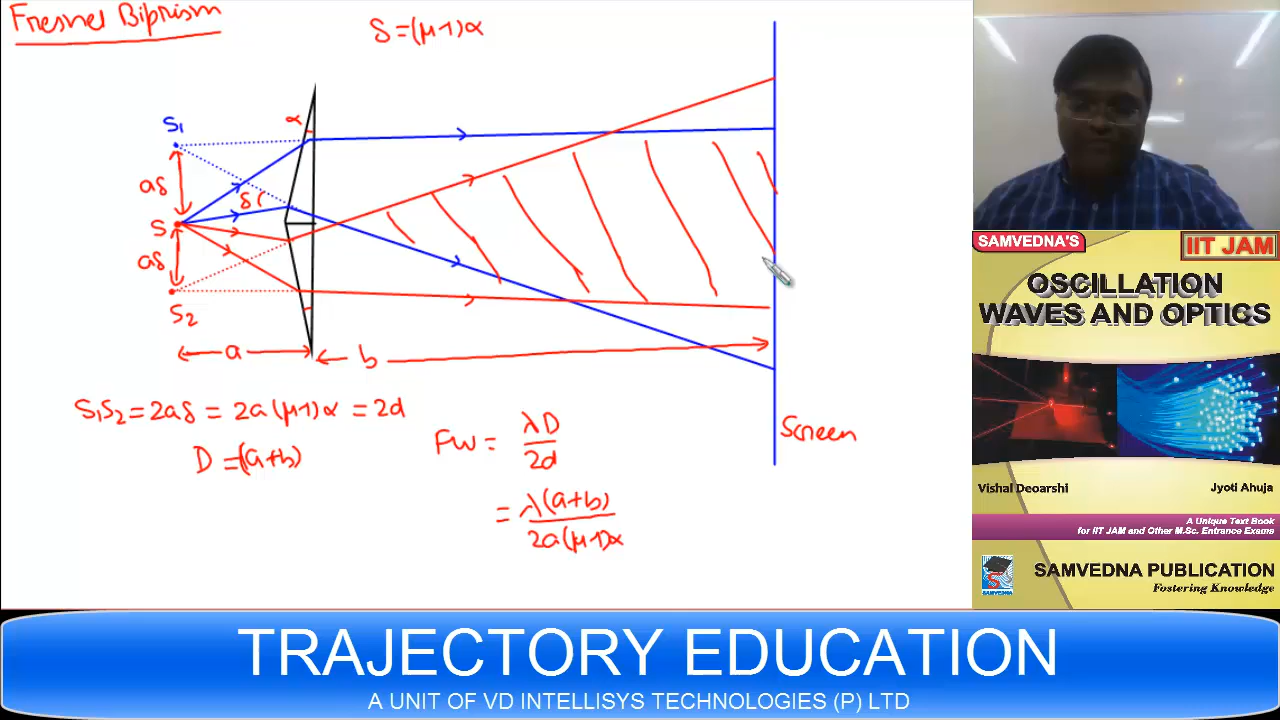 Fresnel Biprism
δ = (μ-1)α
α
S1
aδ
δ
S
aδ
S2
a
b
S1S2 = 2aδ = 2a(μ-1)α = 2d
D = (a+b)
FW = λD
2d
= λ(a+b)
2a(μ-1)α
Screen
SAMVEDNA'S
IIT JAM
OSCILLATION
WAVES AND OPTICS
Vishal Deoarshi Jyoti Ahuja
A Unique Text Book
for IIT JAM and Other M.Sc. Entrance Exams
SAMVEDNA
SAMVEDNA PUBLICATION
Fostering Knowledge
TRAJECTORY EDUCATION
A UNIT OF VD INTELLISYS TECHNOLOGIES (P) LTD